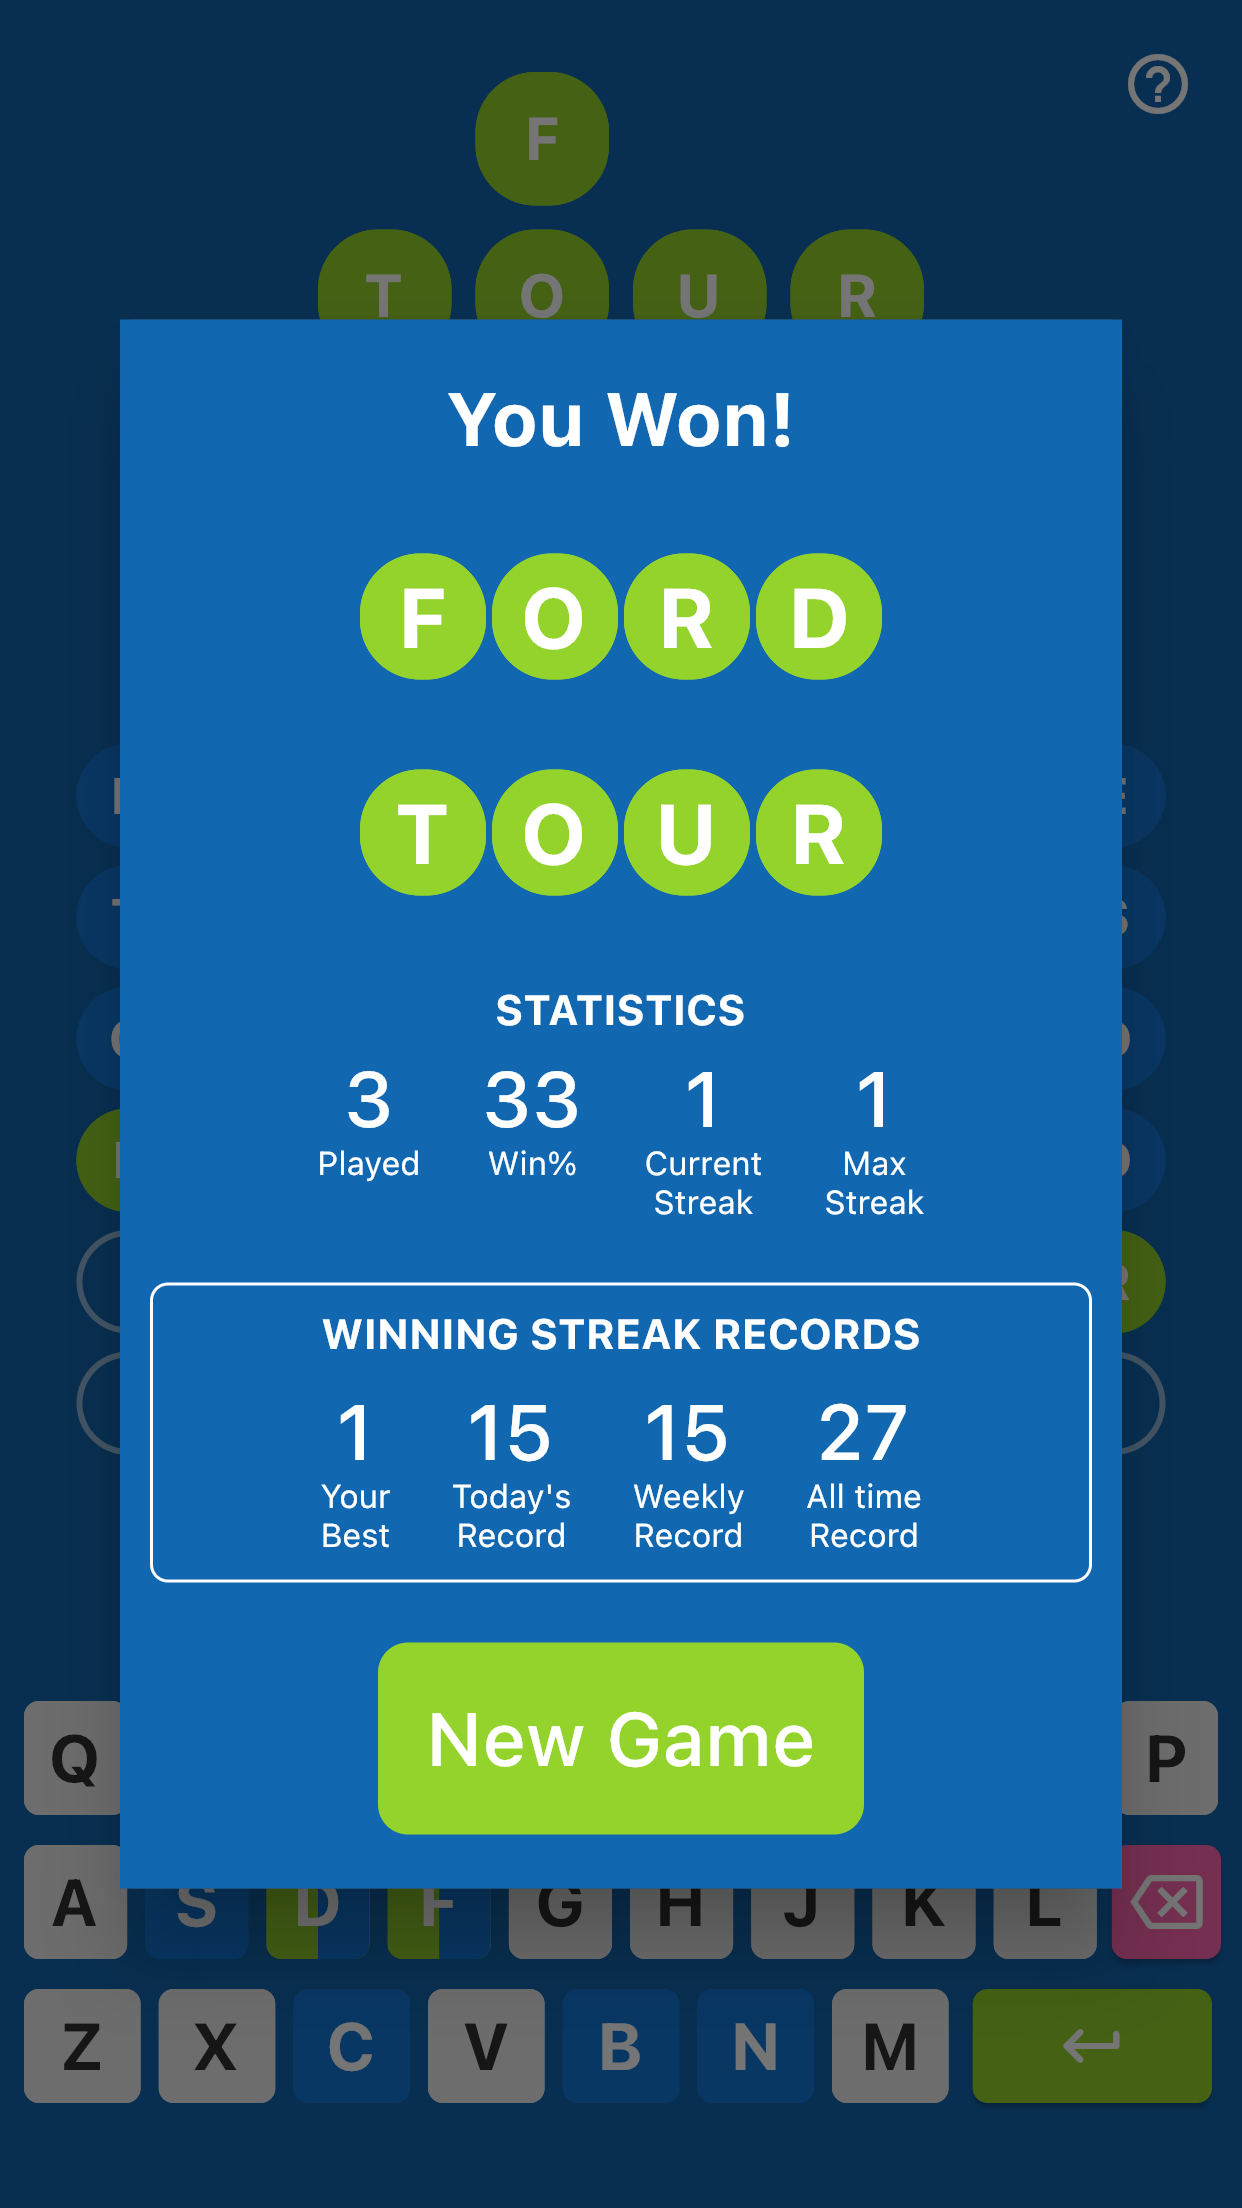 ?
F
T O U R
You Won!
F O R D
T O U R
STATISTICS
3 33 1 1
Played Win% Current Streak Max Streak
WINNING STREAK RECORDS
1 15 15 27
Your Best Today's Record Weekly Record All time Record
New Game
Q P
A S D F G H J K L
Z X C V B N M